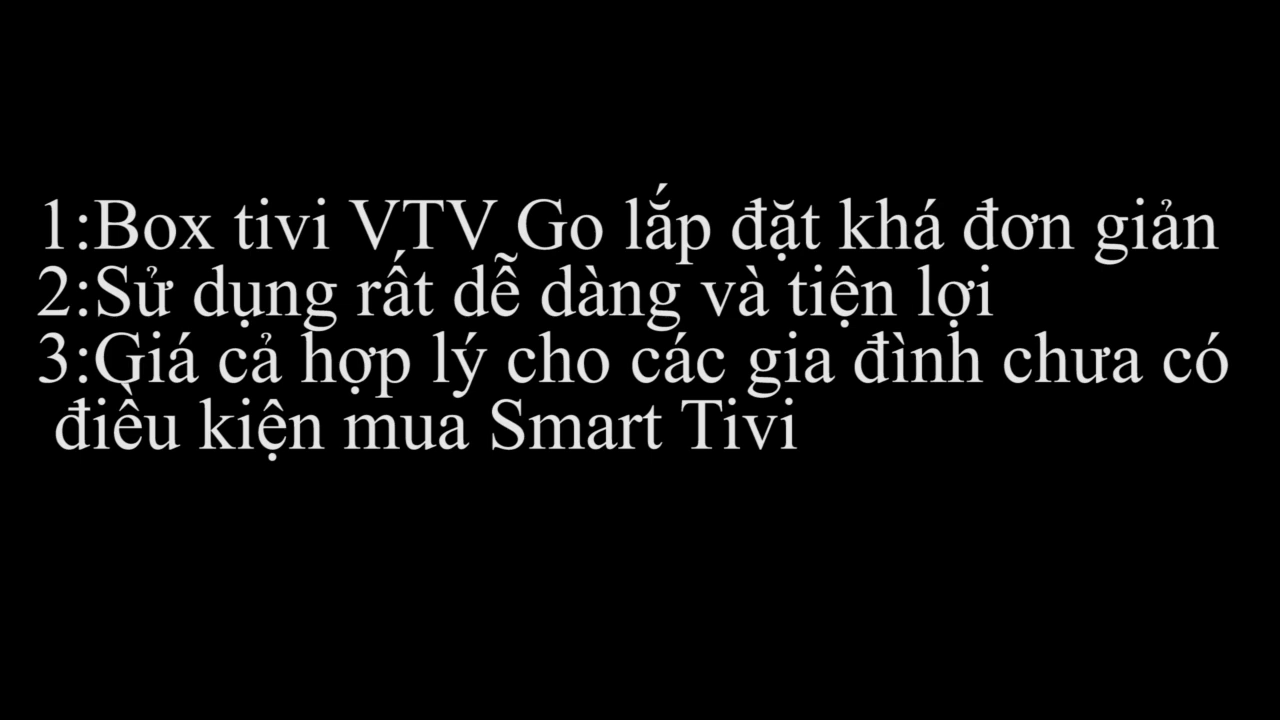 1:Box tivi VTV Go lắp đặt khá đơn giản
2:Sử dụng rất dễ dàng và tiện lợi
3:Giá cả hợp lý cho các gia đình chưa có
điều kiện mua Smart Tivi